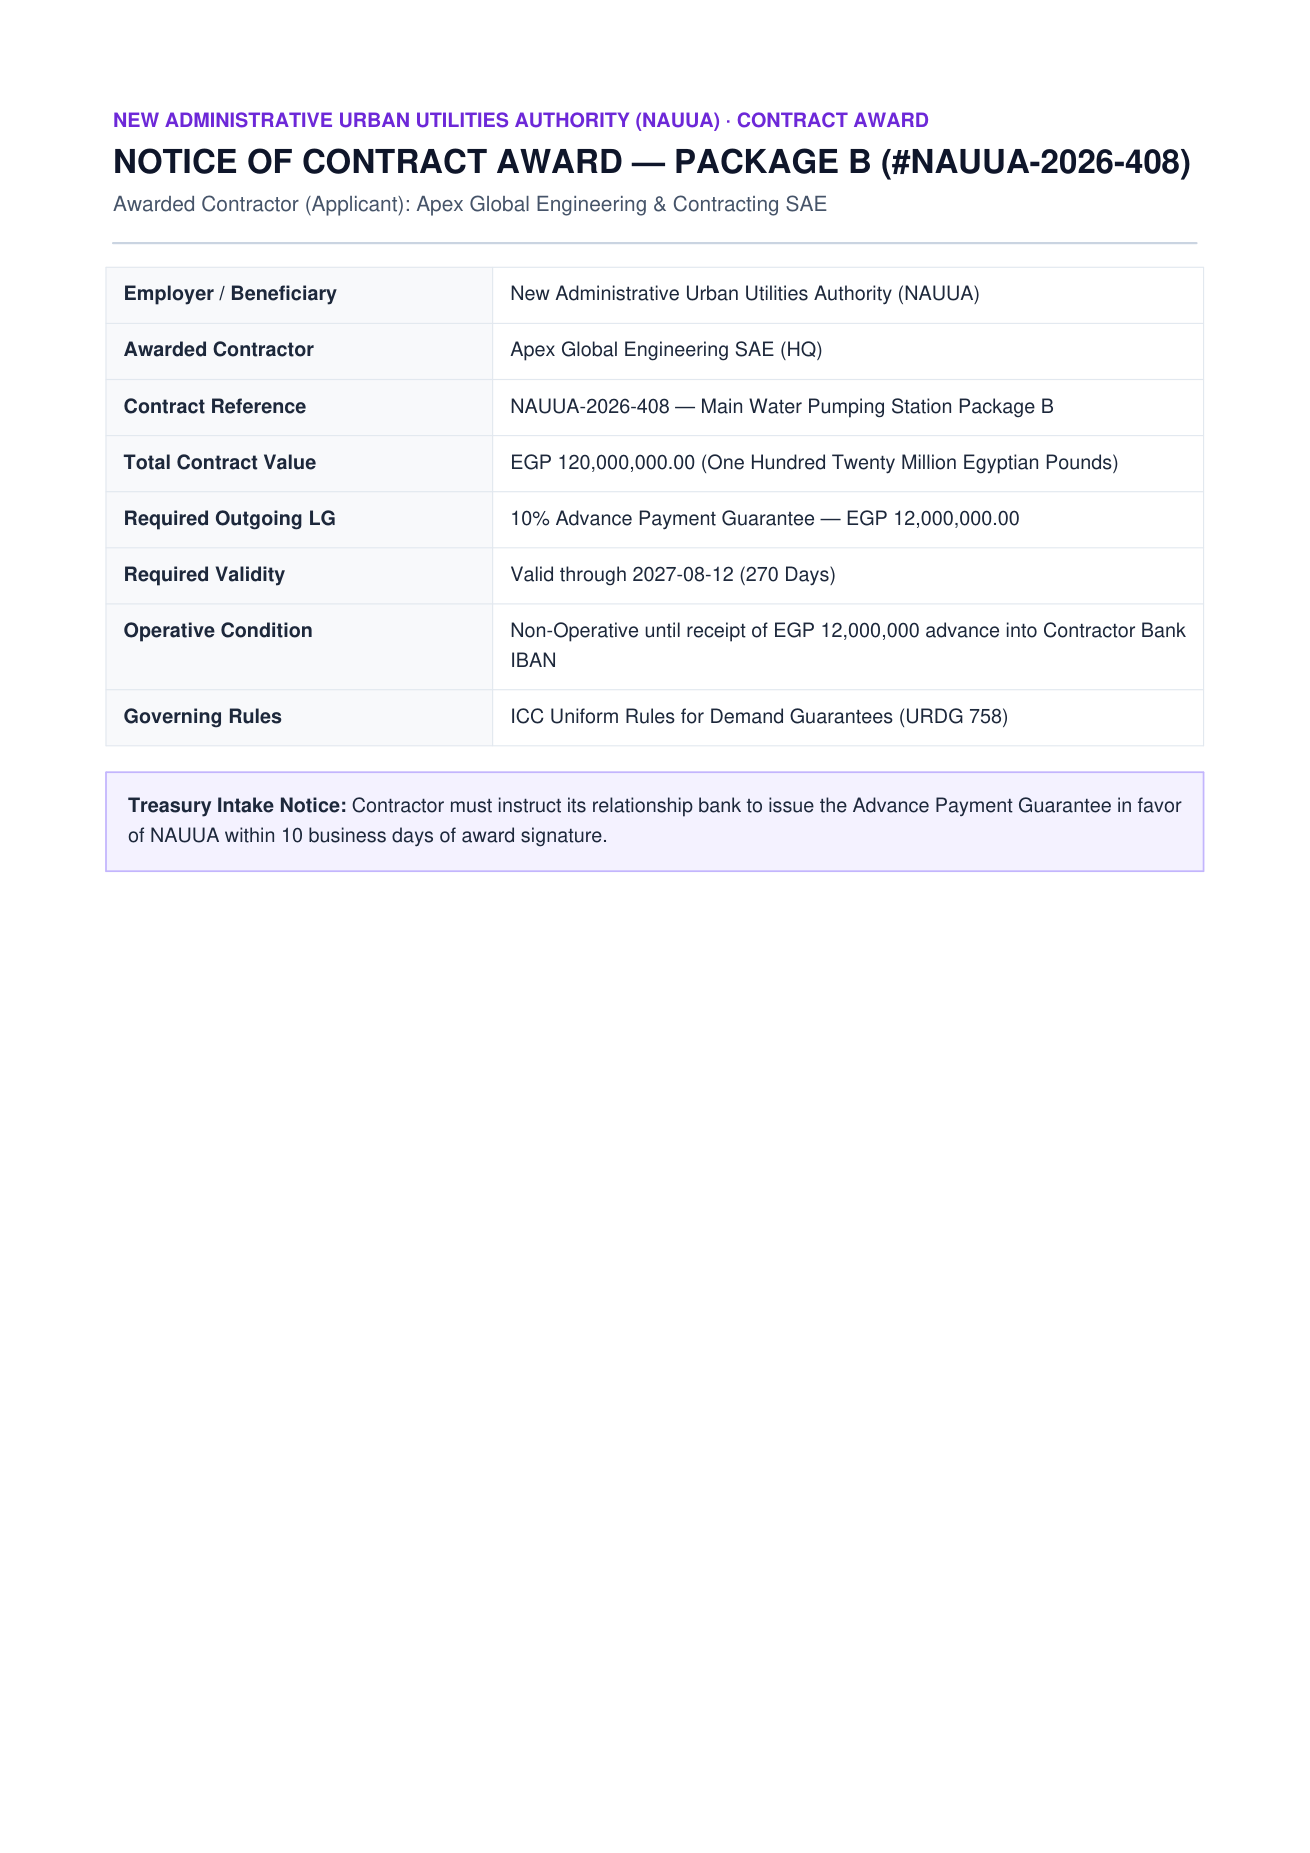 NEW ADMINISTRATIVE URBAN UTILITIES AUTHORITY (NAUUA) · CONTRACT AWARD
NOTICE OF CONTRACT AWARD — PACKAGE B (#NAUUA-2026-408)
Awarded Contractor (Applicant): Apex Global Engineering & Contracting SAE
Employer / Beneficiary New Administrative Urban Utilities Authority (NAUUA)
Awarded Contractor Apex Global Engineering SAE (HQ)
Contract Reference NAUUA-2026-408 — Main Water Pumping Station Package B
Total Contract Value EGP 120,000,000.00 (One Hundred Twenty Million Egyptian Pounds)
Required Outgoing LG 10% Advance Payment Guarantee — EGP 12,000,000.00
Required Validity Valid through 2027-08-12 (270 Days)
Operative Condition Non-Operative until receipt of EGP 12,000,000 advance into Contractor Bank
IBAN
Governing Rules ICC Uniform Rules for Demand Guarantees (URDG 758)
Treasury Intake Notice: Contractor must instruct its relationship bank to issue the Advance Payment Guarantee in favor
of NAUUA within 10 business days of award signature.